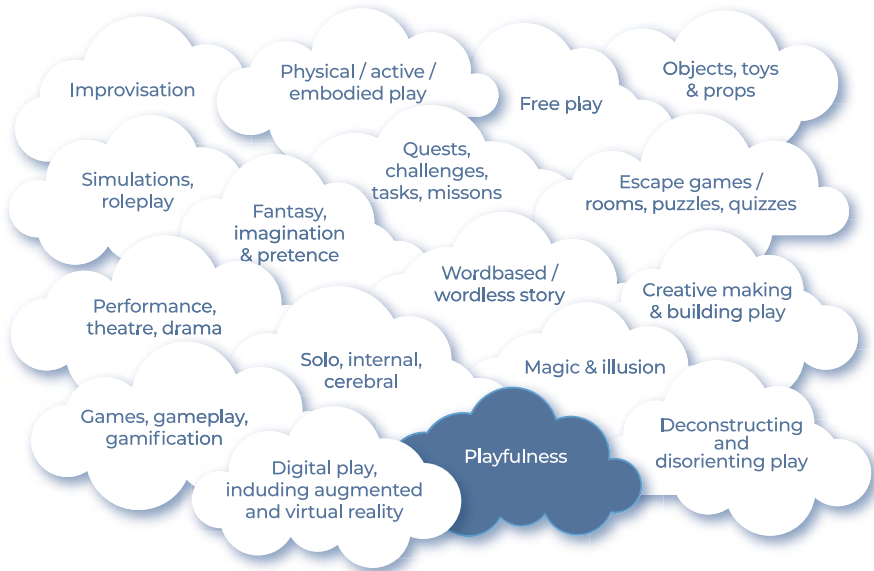 Improvisation
Physical / active /
embodied play
Free play
Objects, toys
& props
Simulations,
roleplay
Quests,
challenges,
tasks, missons
Escape games /
rooms, puzzles, quizzes
Fantasy,
imagination
& pretence
Wordbased /
wordless story
Creative making
& building play
Performance,
theatre, drama
Solo, internal,
cerebral
Magic & illusion
Games, gameplay,
gamification
Digital play,
including augmented
and virtual reality
Playfulness
Deconstructing
and
disorienting play